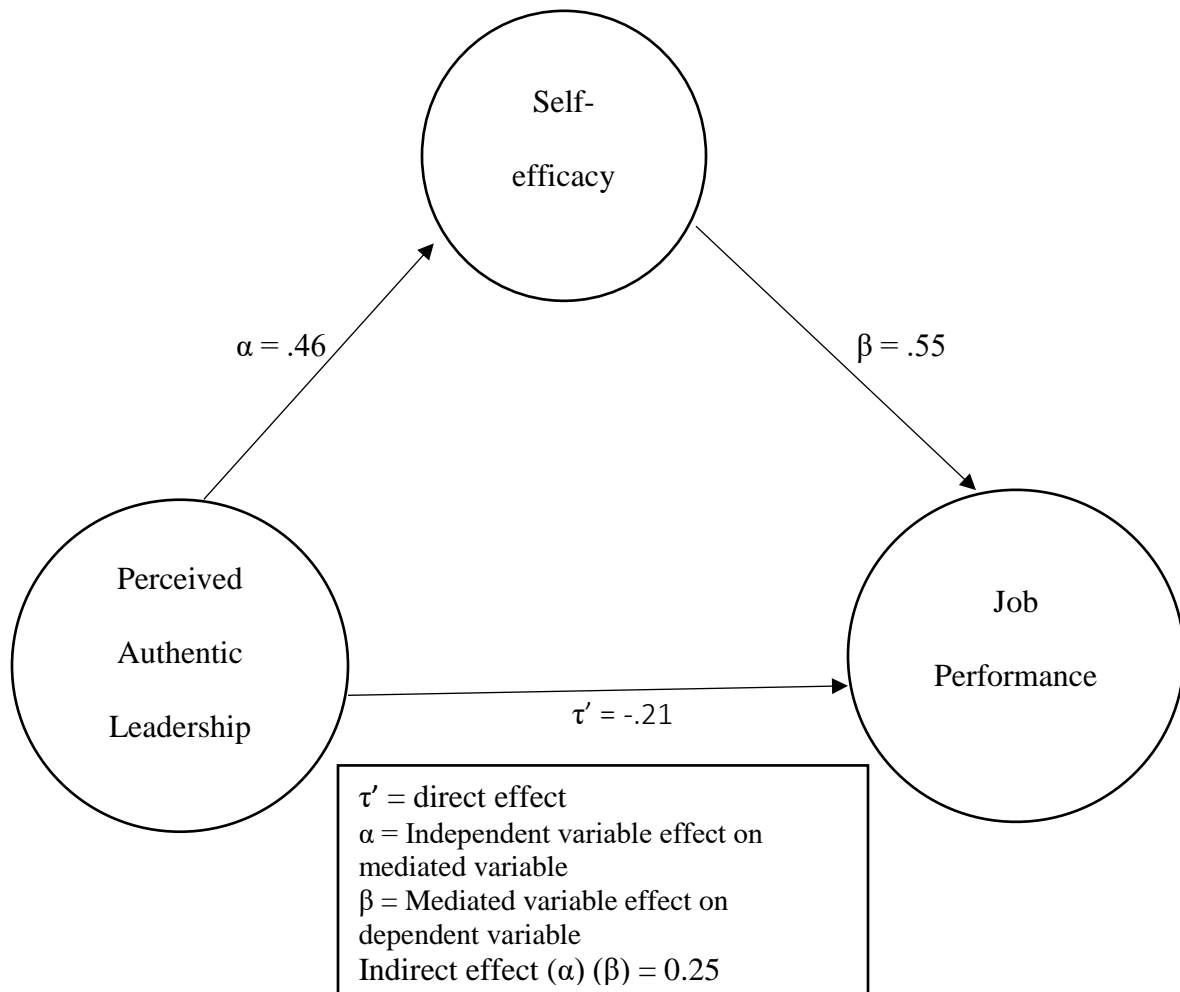 Self-
efficacy
α = .46
β = .55
Perceived
Authentic
Leadership
Job
Performance
τ′ = -.21
τ′ = direct effect
α = Independent variable effect on
mediated variable
β = Mediated variable effect on
dependent variable
Indirect effect (α) (β) = 0.25